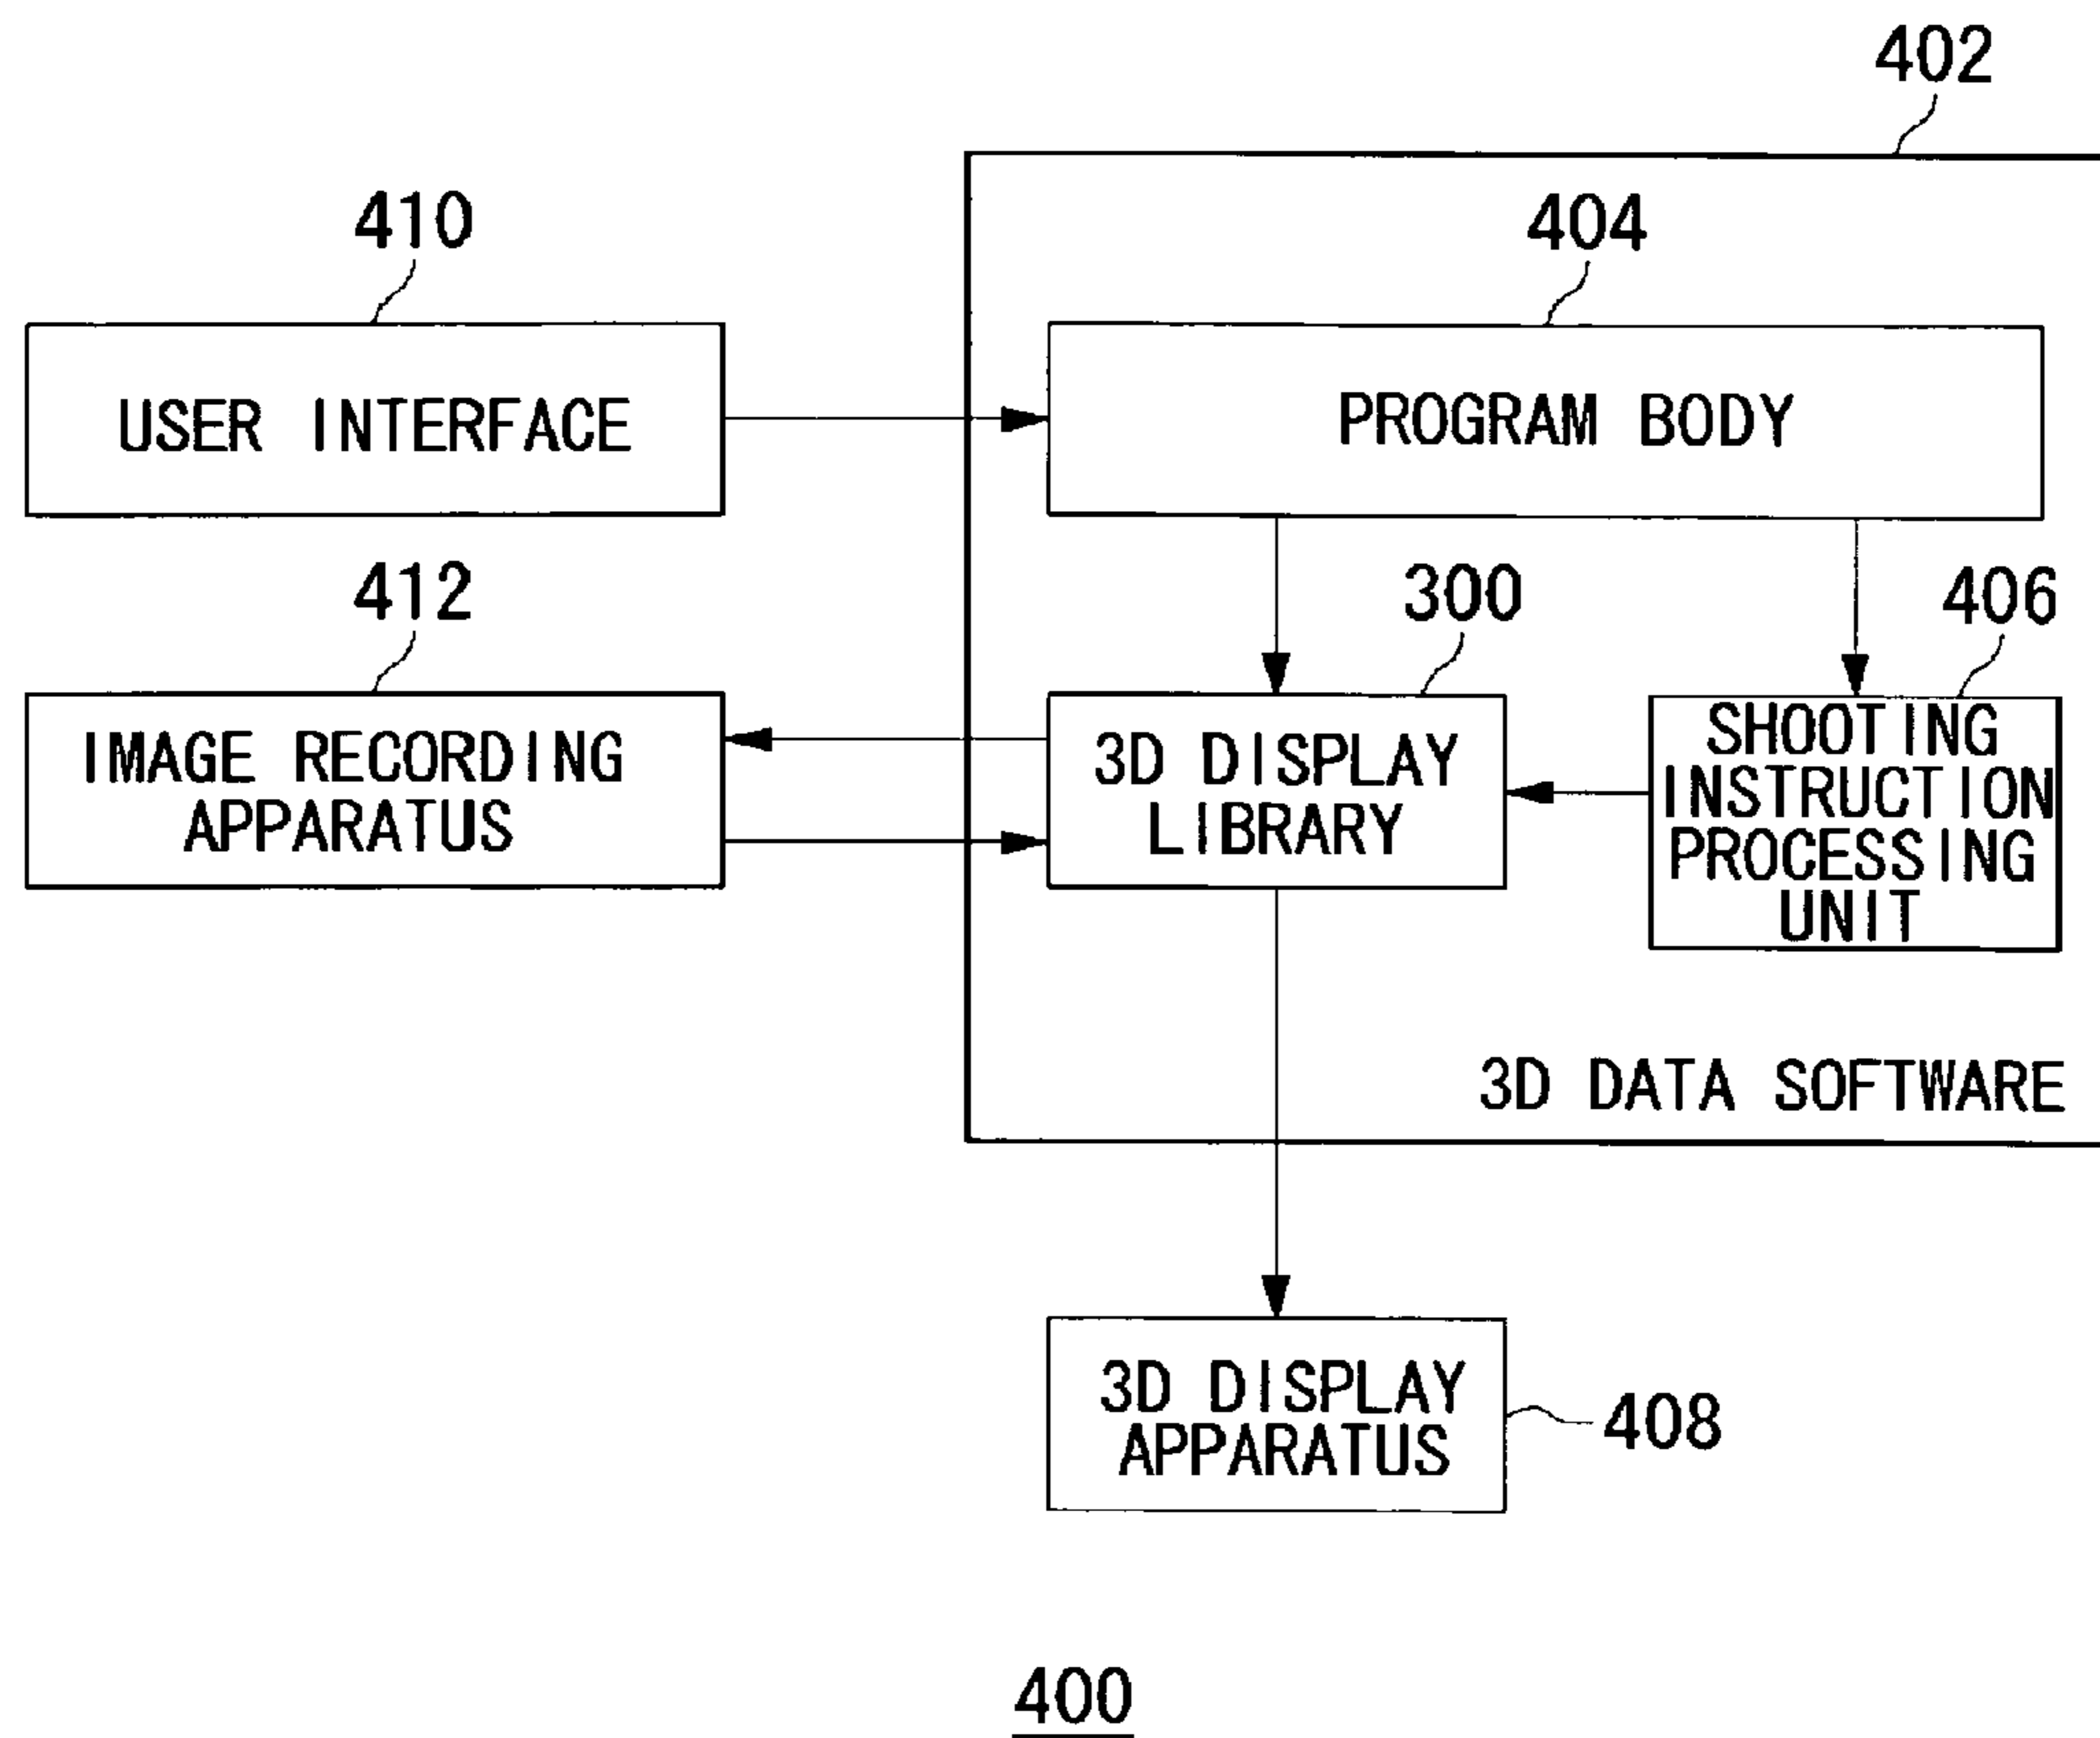 402
410
404
USER INTERFACE
PROGRAM BODY
412
300
406
IMAGE RECORDING
APPARATUS
3D DISPLAY
LIBRARY
SHOOTING
INSTRUCTION
PROCESSING
UNIT
3D DATA SOFTWARE
3D DISPLAY
APPARATUS
408
400